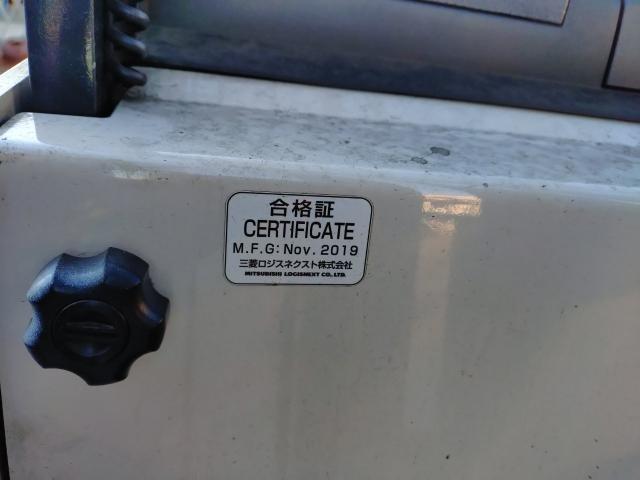 合格証
CERTIFICATE
M.F.G: Nov. 2019
三菱ロジスネクスト株式会社
MITSUBISHI LOGISNEXT CO., LTD.